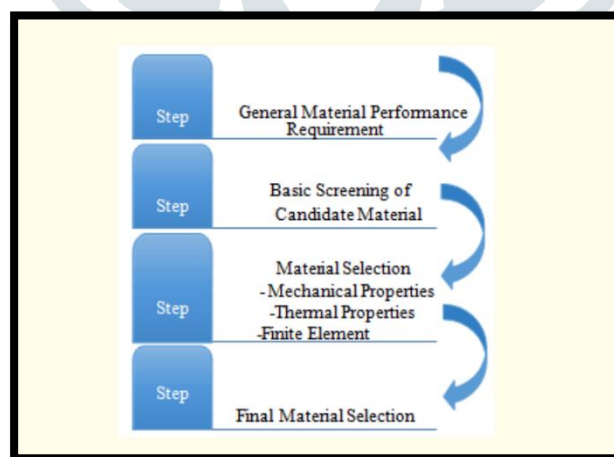 Step
General Material Performance
Requirement
Step
Basic Screening of
Candidate Material
Step
Material Selection
- Mechanical Properties
-Thermal Properties
-Finite Element
Step
Final Material Selection